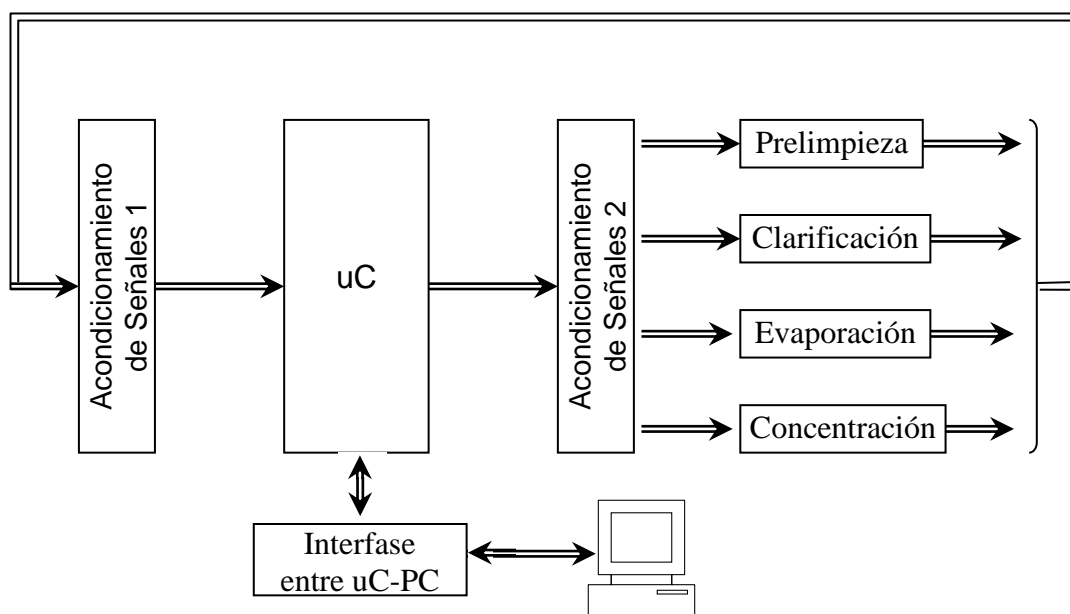 Acondicionamiento
de Señales 1
uC
Acondicionamiento
de Señales 2
Prelimpieza
Clarificación
Evaporación
Concentración
Interfase
entre uC-PC